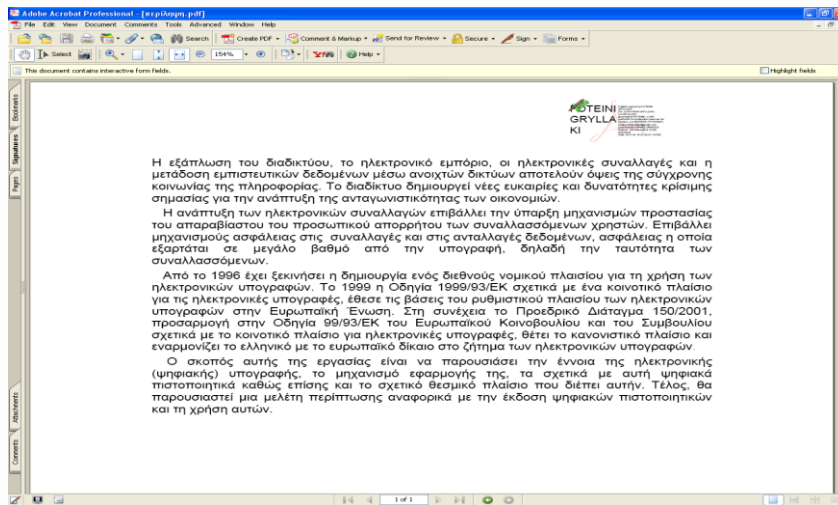 Adobe Acrobat Professional - [περίληψη.pdf]
File Edit View Document Comments Tools Advanced Window Help
Search Create PDF Comment & Markup Send for Review Secure Sign Forms
Select 154% Help
This document contains interactive form fields. Highlight fields
Bookmarks
Signatures
Pages
Attachments
Comments
FOTEINI
GRYLLA
KI
Η εξάπλωση του διαδικτύου, το ηλεκτρονικό εμπόριο, οι ηλεκτρονικές συναλλαγές και η
μετάδοση εμπιστευτικών δεδομένων μέσω ανοιχτών δικτύων αποτελούν όψεις της σύγχρονης
κοινωνίας της πληροφορίας. Το διαδίκτυο δημιουργεί νέες ευκαιρίες και δυνατότητες κρίσιμης
σημασίας για την ανάπτυξη της ανταγωνιστικότητας των οικονομιών.
Η ανάπτυξη των ηλεκτρονικών συναλλαγών επιβάλλει την ύπαρξη μηχανισμών προστασίας
του απαραβίαστου του προσωπικού απορρήτου των συναλλασσόμενων χρηστών. Επιβάλλει
μηχανισμούς ασφάλειας στις συναλλαγές και στις ανταλλαγές δεδομένων, ασφάλειας η οποία
εξαρτάται σε μεγάλο βαθμό από την υπογραφή, δηλαδή την ταυτότητα των
συναλλασσόμενων.
Από το 1996 έχει ξεκινήσει η δημιουργία ενός διεθνούς νομικού πλαισίου για τη χρήση των
ηλεκτρονικών υπογραφών. Το 1999 η Οδηγία 1999/93/ΕΚ σχετικά με ένα κοινοτικό πλαίσιο
για τις ηλεκτρονικές υπογραφές, έθεσε τις βάσεις του ρυθμιστικού πλαισίου των ηλεκτρονικών
υπογραφών στην Ευρωπαϊκή Ένωση. Στη συνέχεια το Προεδρικό Διάταγμα 150/2001,
προσαρμογή στην Οδηγία 99/93/ΕΚ του Ευρωπαϊκού Κοινοβουλίου και του Συμβουλίου
σχετικά με το κοινοτικό πλαίσιο για ηλεκτρονικές υπογραφές, θέτει το κανονιστικό πλαίσιο και
εναρμονίζει το ελληνικό με το ευρωπαϊκό δίκαιο στο ζήτημα των ηλεκτρονικών υπογραφών.
Ο σκοπός αυτής της εργασίας είναι να παρουσιάσει την έννοια της ηλεκτρονικής
(ψηφιακής) υπογραφής, το μηχανισμό εφαρμογής της, τα σχετικά με αυτή ψηφιακά
πιστοποιητικά καθώς επίσης και το σχετικό θεσμικό πλαίσιο που διέπει αυτήν. Τέλος, θα
παρουσιαστεί μια μελέτη περίπτωσης αναφορικά με την έκδοση ψηφιακών πιστοποιητικών
και τη χρήση αυτών.
1 of 1